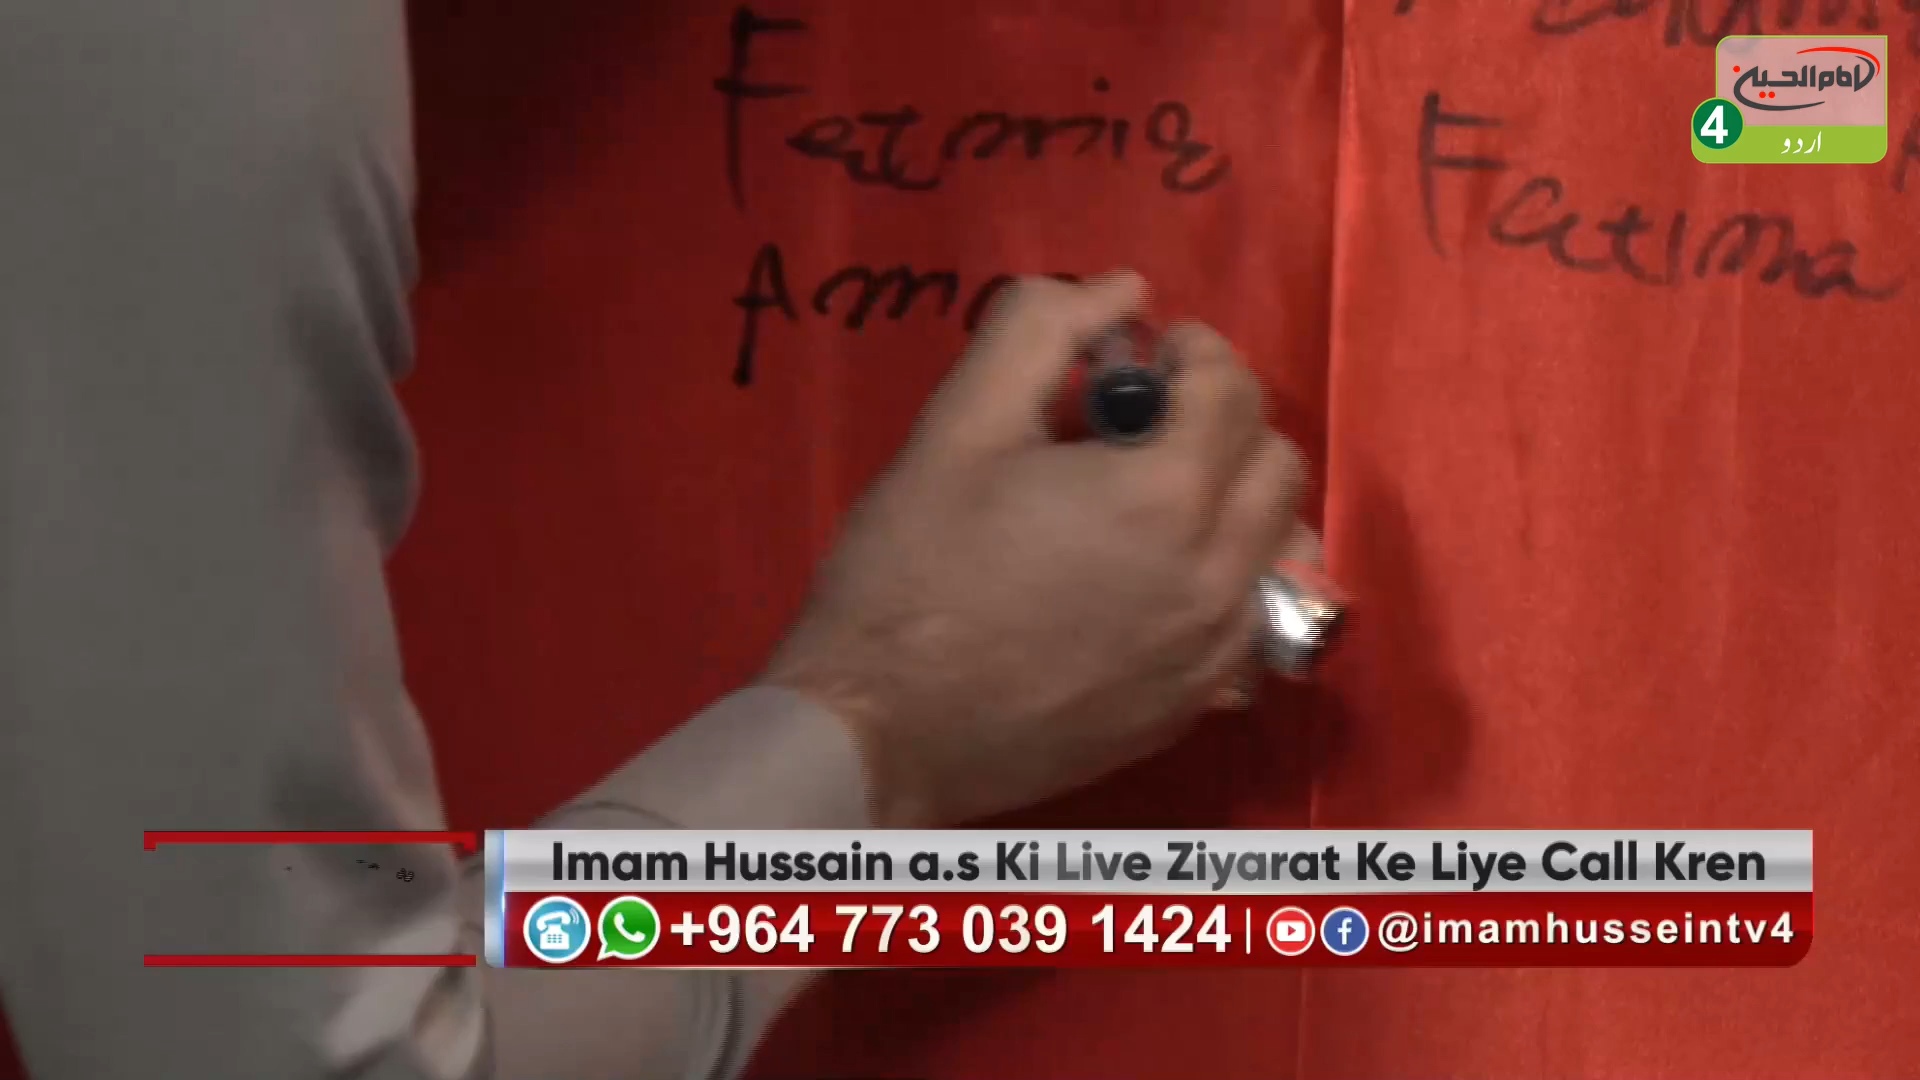 Fatima
Fatima
امام الحسین
4
اردو
Imam Hussain a.s Ki Live Ziyarat Ke Liye Call Kren
+964 773 039 1424 | @imamhusseintv4